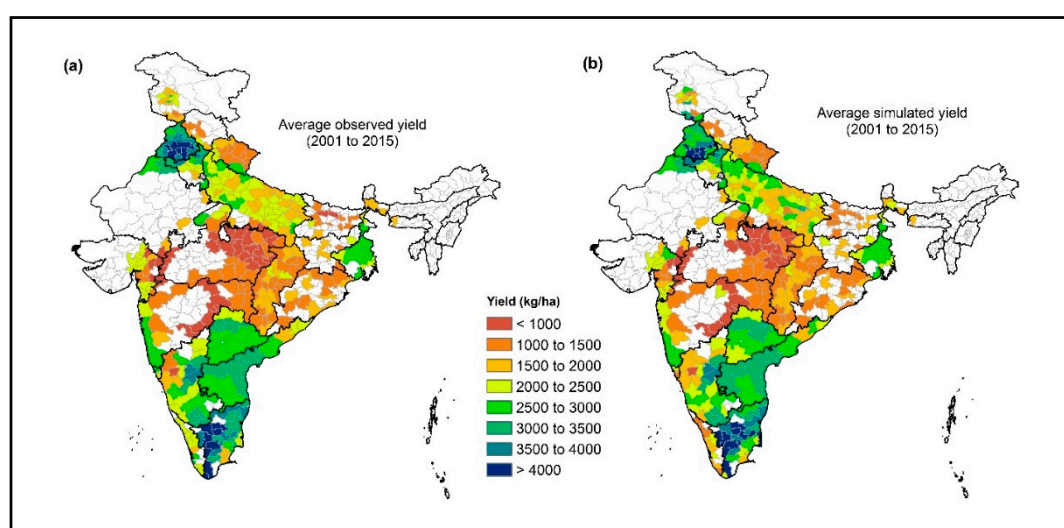 (a)
Average observed yield
(2001 to 2015)
(b)
Average simulated yield
(2001 to 2015)
Yield (kg/ha)
< 1000
1000 to 1500
1500 to 2000
2000 to 2500
2500 to 3000
3000 to 3500
3500 to 4000
> 4000